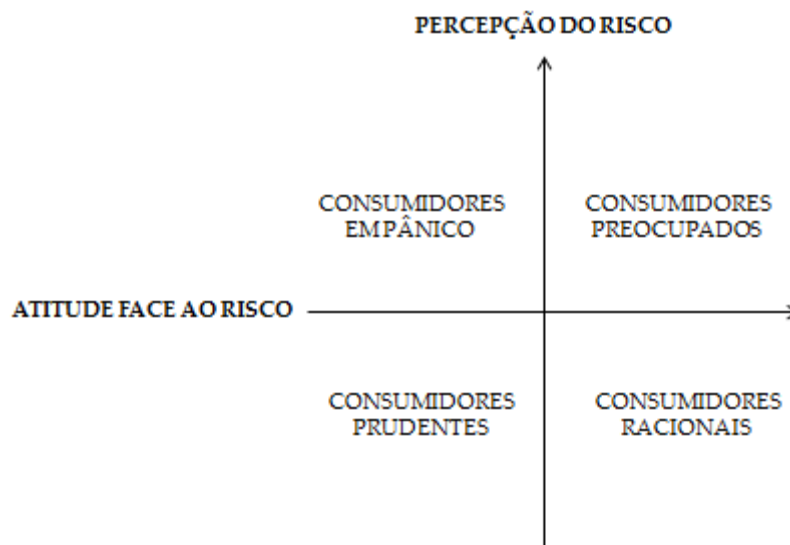 PERCEPÇÃO DO RISCO
CONSUMIDORES
EM PÂNICO
CONSUMIDORES
PREOCUPADOS
ATITUDE FACE AO RISCO
CONSUMIDORES
PRUDENTES
CONSUMIDORES
RACIONAIS